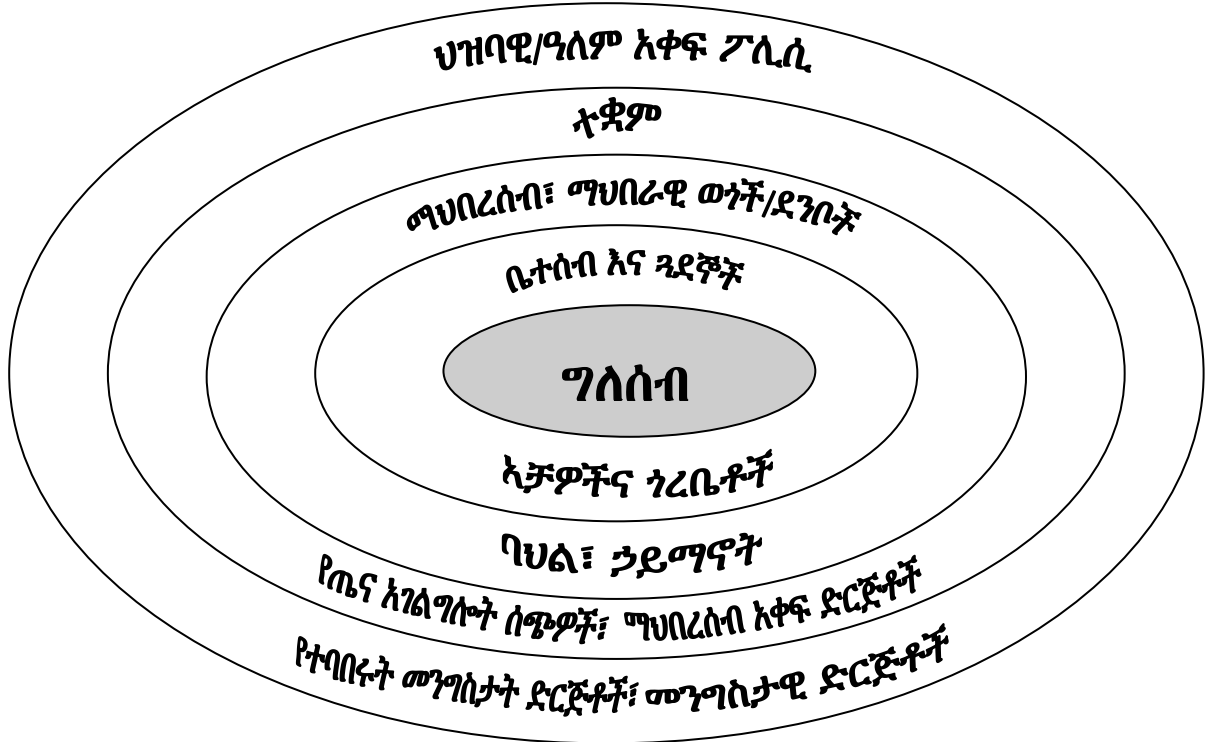 ህዝባዊ/ዓለም አቀፍ ፖሊሲ
ተቋም
ማህበረሰብ፣ ማህበራዊ ወጎች/ደንቦች
ቤተሰብ እና ጓደኞች
ግለሰብ
ኣቻዎችና ጎረቤቶች
ባህል፣ ኃይማኖት
የጤና አገልግሎት ሰጭዎች፣ ማህበረሰብ አቀፍ ድርጅቶች
የተባበሩት መንግስታት ድርጅቶች፣ መንግስታዊ ድርጅቶች